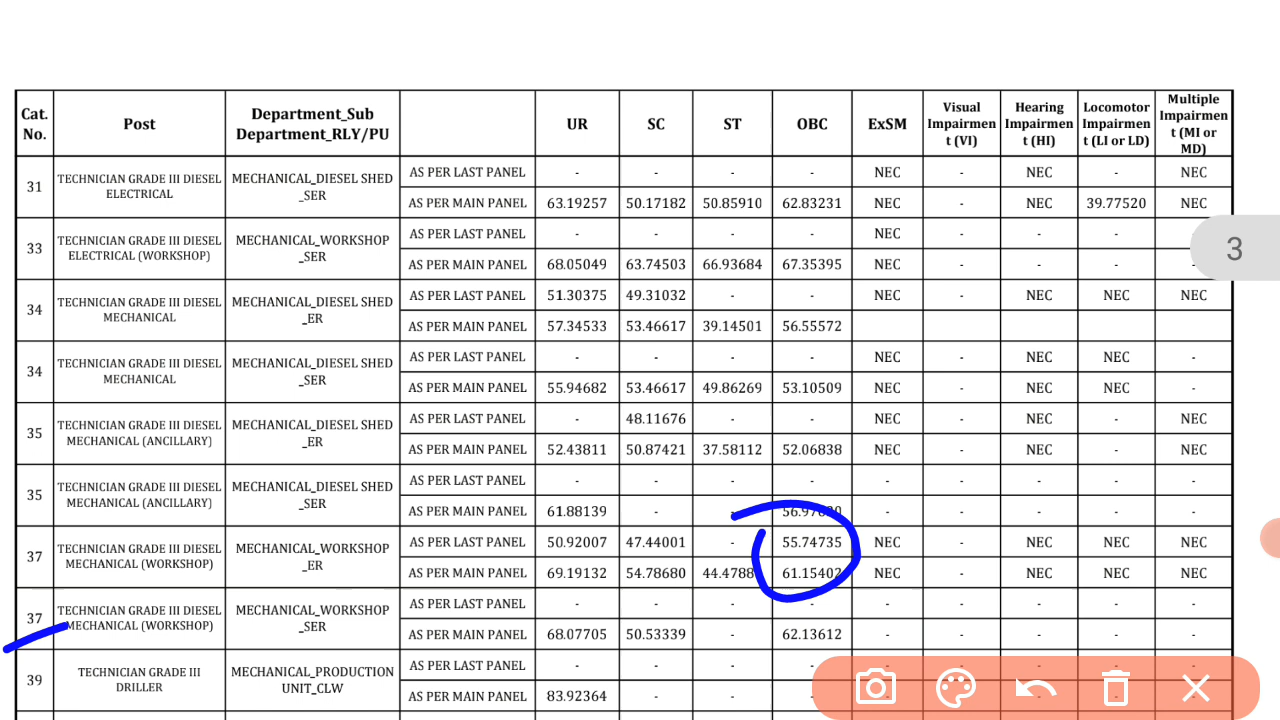 Cat. No. Post Department_Sub Department_RLY/PU UR SC ST OBC ExSM Visual Impairmen t (VI) Hearing Impairmen t (HI) Locomotor Impairmen t (LI or LD) Multiple Impairmen t (MI or MD)
31 TECHNICIAN GRADE III DIESEL ELECTRICAL MECHANICAL_DIESEL SHED _SER
AS PER LAST PANEL - - - - NEC - NEC - NEC
AS PER MAIN PANEL 63.19257 50.17182 50.85910 62.83231 NEC - NEC 39.77520 NEC
33 TECHNICIAN GRADE III DIESEL ELECTRICAL (WORKSHOP) MECHANICAL_WORKSHOP _SER
AS PER LAST PANEL - - - - NEC - - -
3
AS PER MAIN PANEL 68.05049 63.74503 66.93684 67.35395 NEC - - - -
34 TECHNICIAN GRADE III DIESEL MECHANICAL MECHANICAL_DIESEL SHED _ER
AS PER LAST PANEL 51.30375 49.31032 - - NEC - NEC NEC NEC
AS PER MAIN PANEL 57.34533 53.46617 39.14501 56.55572
34 TECHNICIAN GRADE III DIESEL MECHANICAL MECHANICAL_DIESEL SHED _SER
AS PER LAST PANEL - - - - NEC - NEC NEC -
AS PER MAIN PANEL 55.94682 53.46617 49.86269 53.10509 NEC - NEC NEC -
35 TECHNICIAN GRADE III DIESEL MECHANICAL (ANCILLARY) MECHANICAL_DIESEL SHED _ER
AS PER LAST PANEL - 48.11676 - - NEC - NEC - NEC
AS PER MAIN PANEL 52.43811 50.87421 37.58112 52.06838 NEC - NEC - NEC
35 TECHNICIAN GRADE III DIESEL MECHANICAL (ANCILLARY) MECHANICAL_DIESEL SHED _SER
AS PER LAST PANEL - - - - - - - - -
AS PER MAIN PANEL 61.88139 - - - - - - -
37 TECHNICIAN GRADE III DIESEL MECHANICAL (WORKSHOP) MECHANICAL_WORKSHOP _ER
AS PER LAST PANEL 50.92007 47.44001 - 55.74735 NEC - NEC NEC NEC
AS PER MAIN PANEL 69.19132 54.78680 NEC - NEC NEC NEC
37 TECHNICIAN GRADE III DIESEL MECHANICAL (WORKSHOP) MECHANICAL_WORKSHOP _SER
AS PER LAST PANEL - - - - - - - - -
AS PER MAIN PANEL 68.07705 50.53339 - 62.13612 - - - - -
39 TECHNICIAN GRADE III DRILLER MECHANICAL_PRODUCTION UNIT_CLW
AS PER LAST PANEL - - - -
AS PER MAIN PANEL 83.92364 - - -